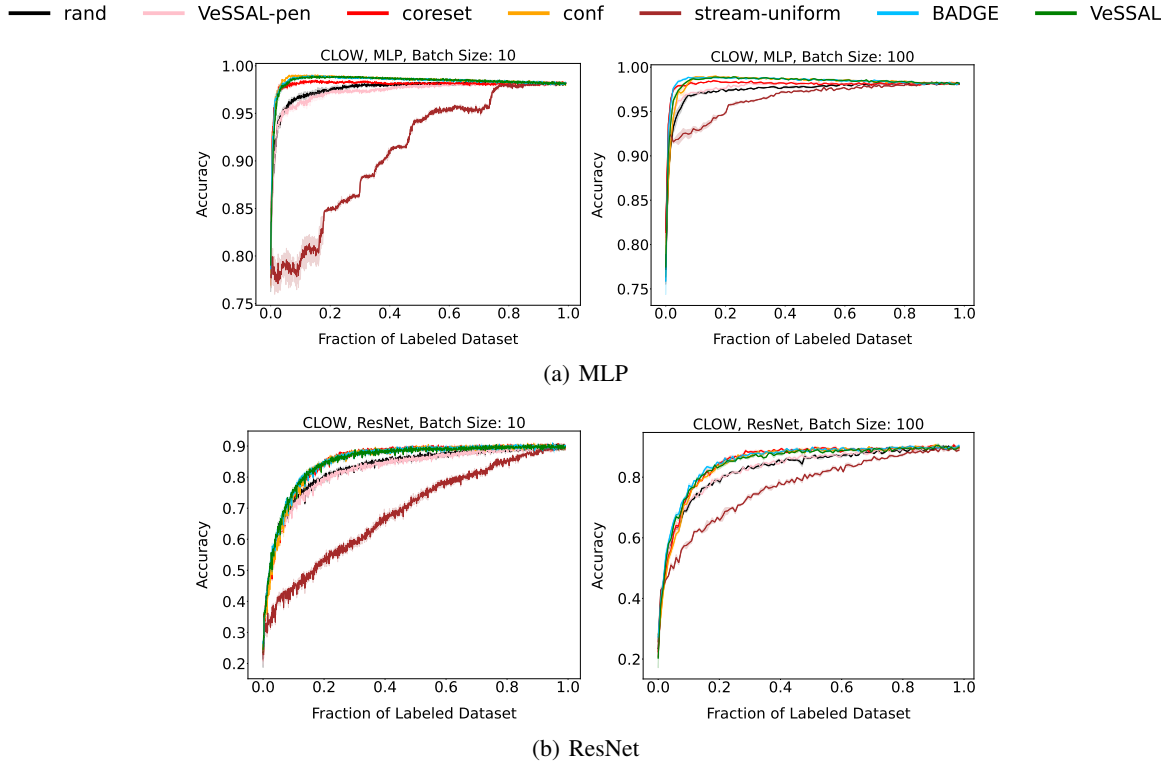 rand VeSSAL-pen coreset conf stream-uniform BADGE VeSSAL
CLOW, MLP, Batch Size: 10
1.00
0.95
0.90
0.85
0.80
0.75
Accuracy
0.0 0.2 0.4 0.6 0.8 1.0
Fraction of Labeled Dataset
CLOW, MLP, Batch Size: 100
1.00
0.95
0.90
0.85
0.80
0.75
Accuracy
0.0 0.2 0.4 0.6 0.8 1.0
Fraction of Labeled Dataset
(a) MLP
CLOW, ResNet, Batch Size: 10
0.9
0.8
0.7
0.6
0.5
0.4
0.3
0.2
Accuracy
0.0 0.2 0.4 0.6 0.8 1.0
Fraction of Labeled Dataset
CLOW, ResNet, Batch Size: 100
0.8
0.6
0.4
0.2
Accuracy
0.0 0.2 0.4 0.6 0.8 1.0
Fraction of Labeled Dataset
(b) ResNet